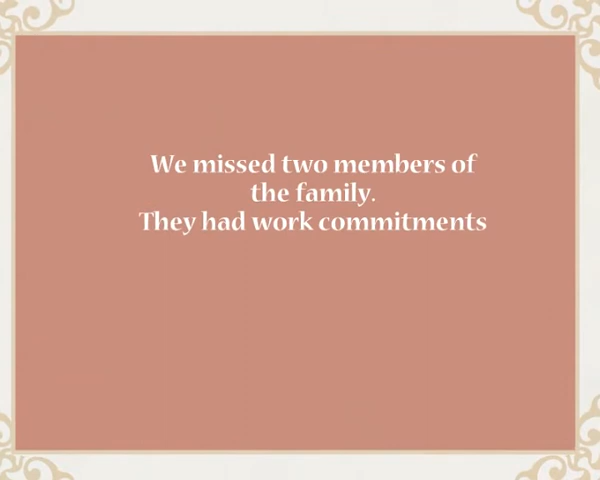 We missed two members of
the family.
They had work commitments